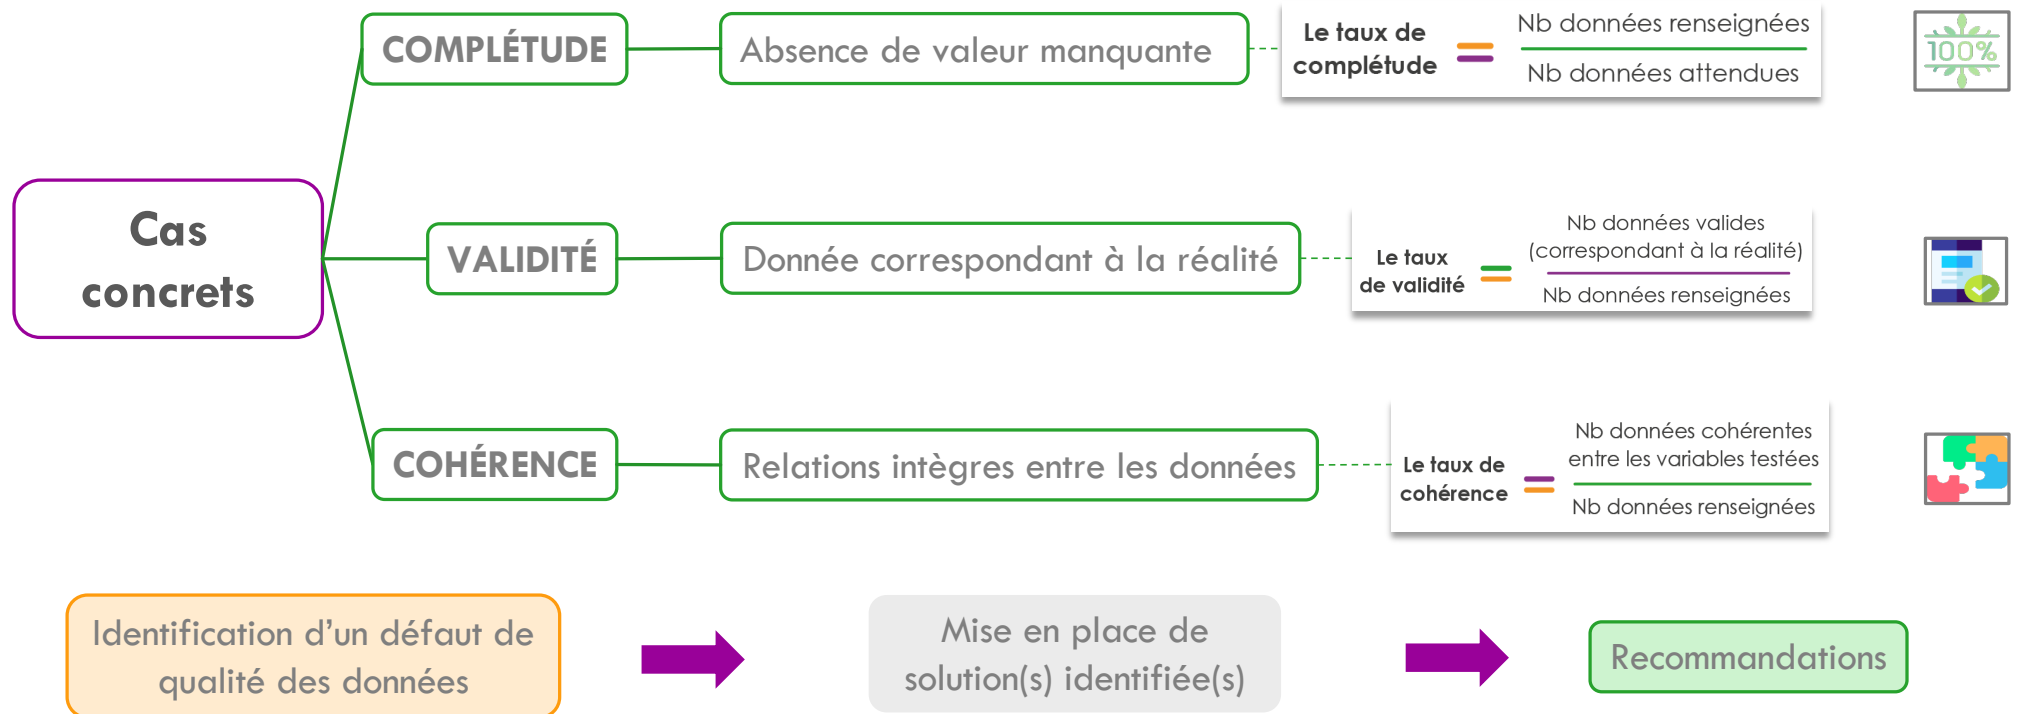 COMPLÉTUDE
Absence de valeur manquante
Le taux de
complétude
=
Nb données renseignées
Nb données attendues
100%
Cas
concrets
VALIDITÉ
Donnée correspondant à la réalité
Le taux
de validité
=
Nb données valides
(correspondant à la réalité)
Nb données renseignées
COHÉRENCE
Relations intègres entre les données
Le taux de
cohérence
=
Nb données cohérentes
entre les variables testées
Nb données renseignées
Identification d’un défaut de
qualité des données
Mise en place de
solution(s) identifiée(s)
Recommandations